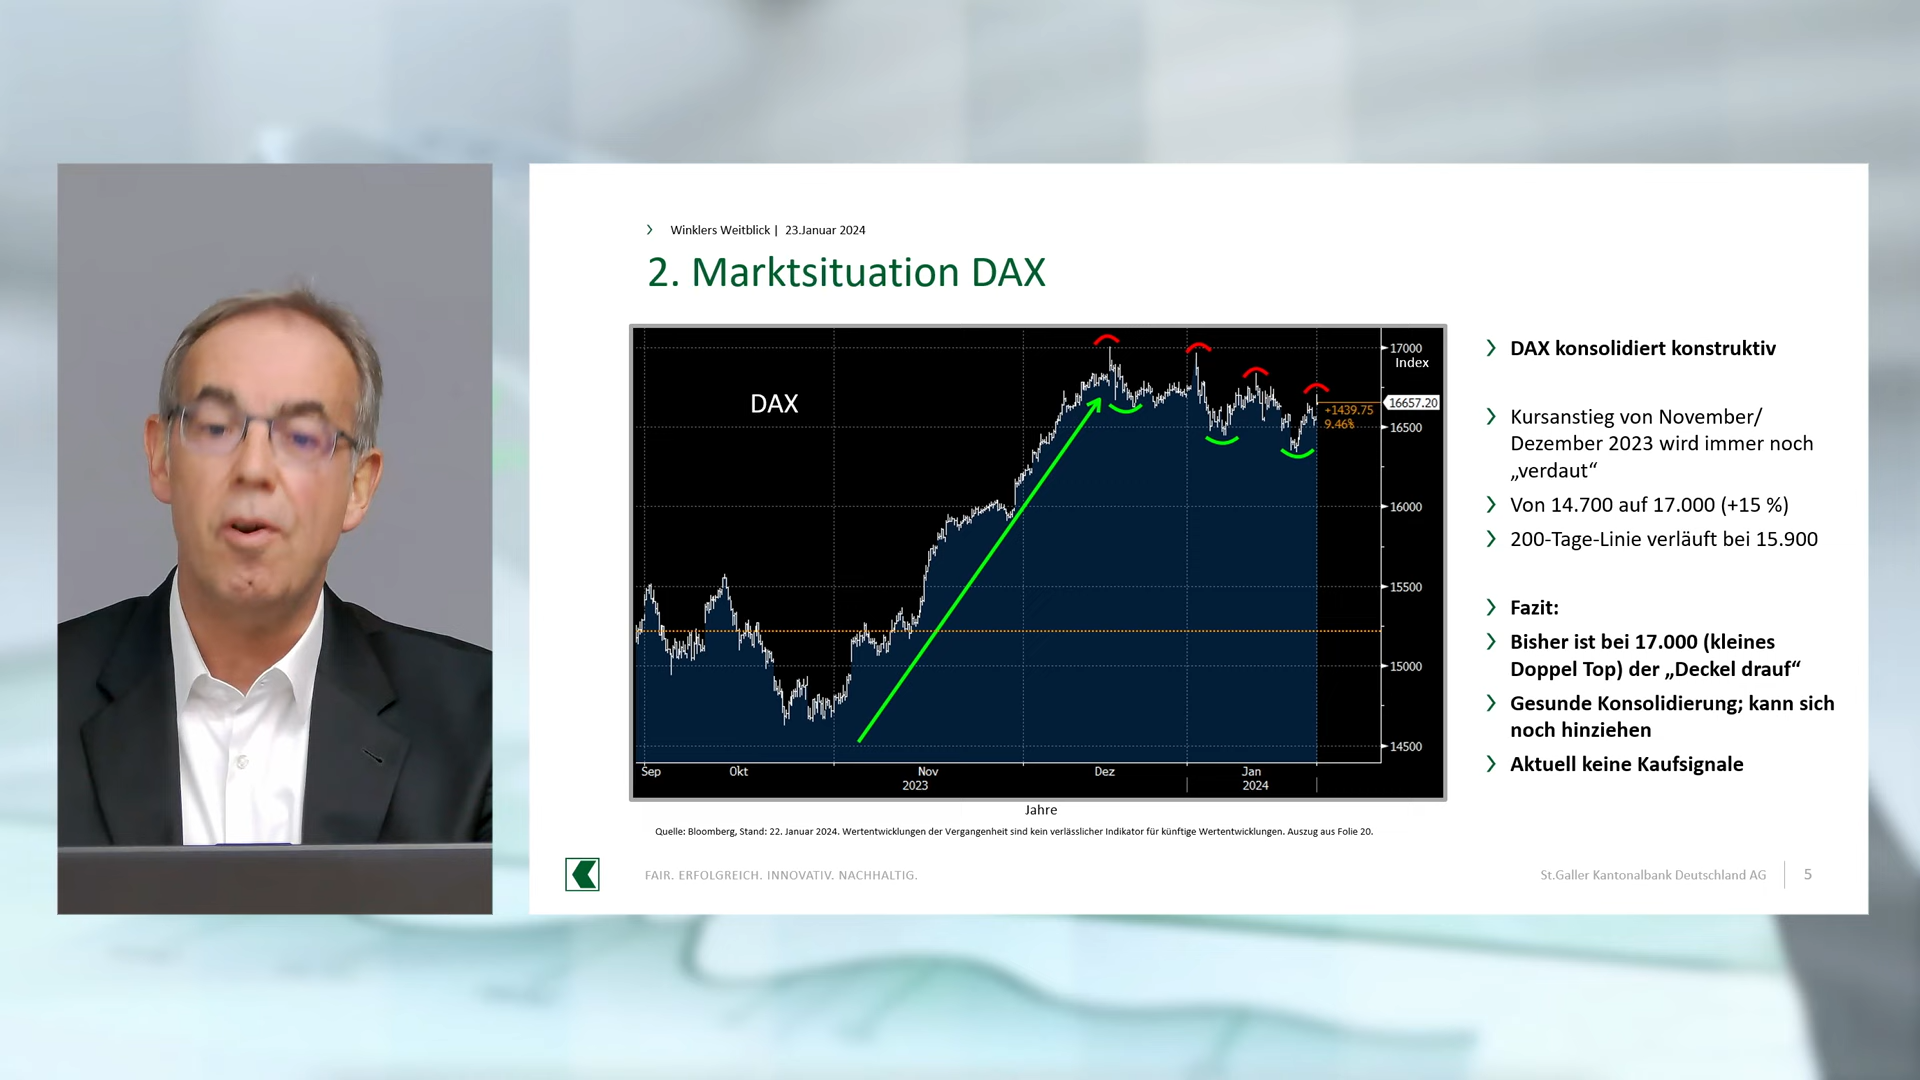 Winklers Weitblick | 23.Januar 2024
2. Marktsituation DAX
DAX
17000
Index
16657.20
+1439.75
9.46%
16500
16000
15500
15000
14500
Sep
Okt
Nov
Dez
Jan
2023
2024
Jahre
Quelle: Bloomberg, Stand: 22. Januar 2024. Wertentwicklungen der Vergangenheit sind kein verlässlicher Indikator für künftige Wertentwicklungen. Auszug aus Folie 20.
DAX konsolidiert konstruktiv
Kursanstieg von November/
Dezember 2023 wird immer noch
„verdaut“
Von 14.700 auf 17.000 (+15 %)
200-Tage-Linie verläuft bei 15.900
Fazit:
Bisher ist bei 17.000 (kleines
Doppel Top) der „Deckel drauf“
Gesunde Konsolidierung; kann sich
noch hinziehen
Aktuell keine Kaufsignale
FAIR. ERFOLGREICH. INNOVATIV. NACHHALTIG.
St.Galler Kantonalbank Deutschland AG
5